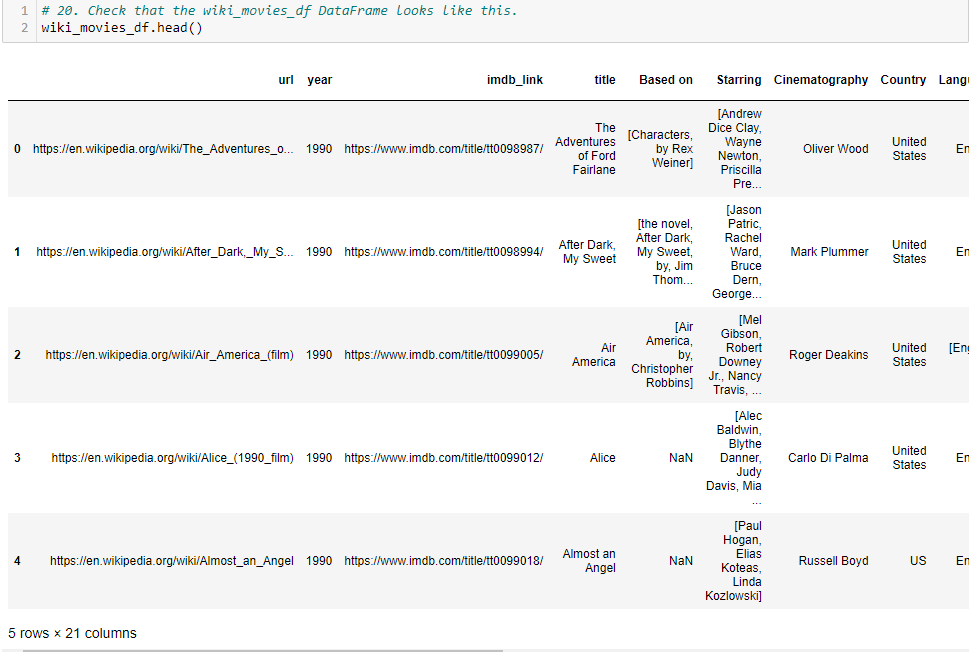 1 # 20. Check that the wiki_movies_df DataFrame looks like this.
2 wiki_movies_df.head()
url year imdb_link title Based on Starring Cinematography Country Langu
0 https://en.wikipedia.org/wiki/The_Adventures_o... 1990 https://www.imdb.com/title/tt0098987/ The Adventures of Ford Fairlane [Characters, by Rex Weiner] [Andrew Dice Clay, Wayne Newton, Priscilla Pre... Oliver Wood United States En
1 https://en.wikipedia.org/wiki/After_Dark,_My_S... 1990 https://www.imdb.com/title/tt0098994/ After Dark, My Sweet [the novel, After Dark, My Sweet, by, Jim Thom... [Jason Patric, Rachel Ward, Bruce Dern, George... Mark Plummer United States En
2 https://en.wikipedia.org/wiki/Air_America_(film) 1990 https://www.imdb.com/title/tt0099005/ Air America [Air America, by, Christopher Robbins] [Mel Gibson, Robert Downey Jr., Nancy Travis, ... Roger Deakins United States [Eng
3 https://en.wikipedia.org/wiki/Alice_(1990_film) 1990 https://www.imdb.com/title/tt0099012/ Alice NaN [Alec Baldwin, Blythe Danner, Judy Davis, Mia ... Carlo Di Palma United States En
4 https://en.wikipedia.org/wiki/Almost_an_Angel 1990 https://www.imdb.com/title/tt0099018/ Almost an Angel NaN [Paul Hogan, Elias Koteas, Linda Kozlowski] Russell Boyd US En
5 rows × 21 columns